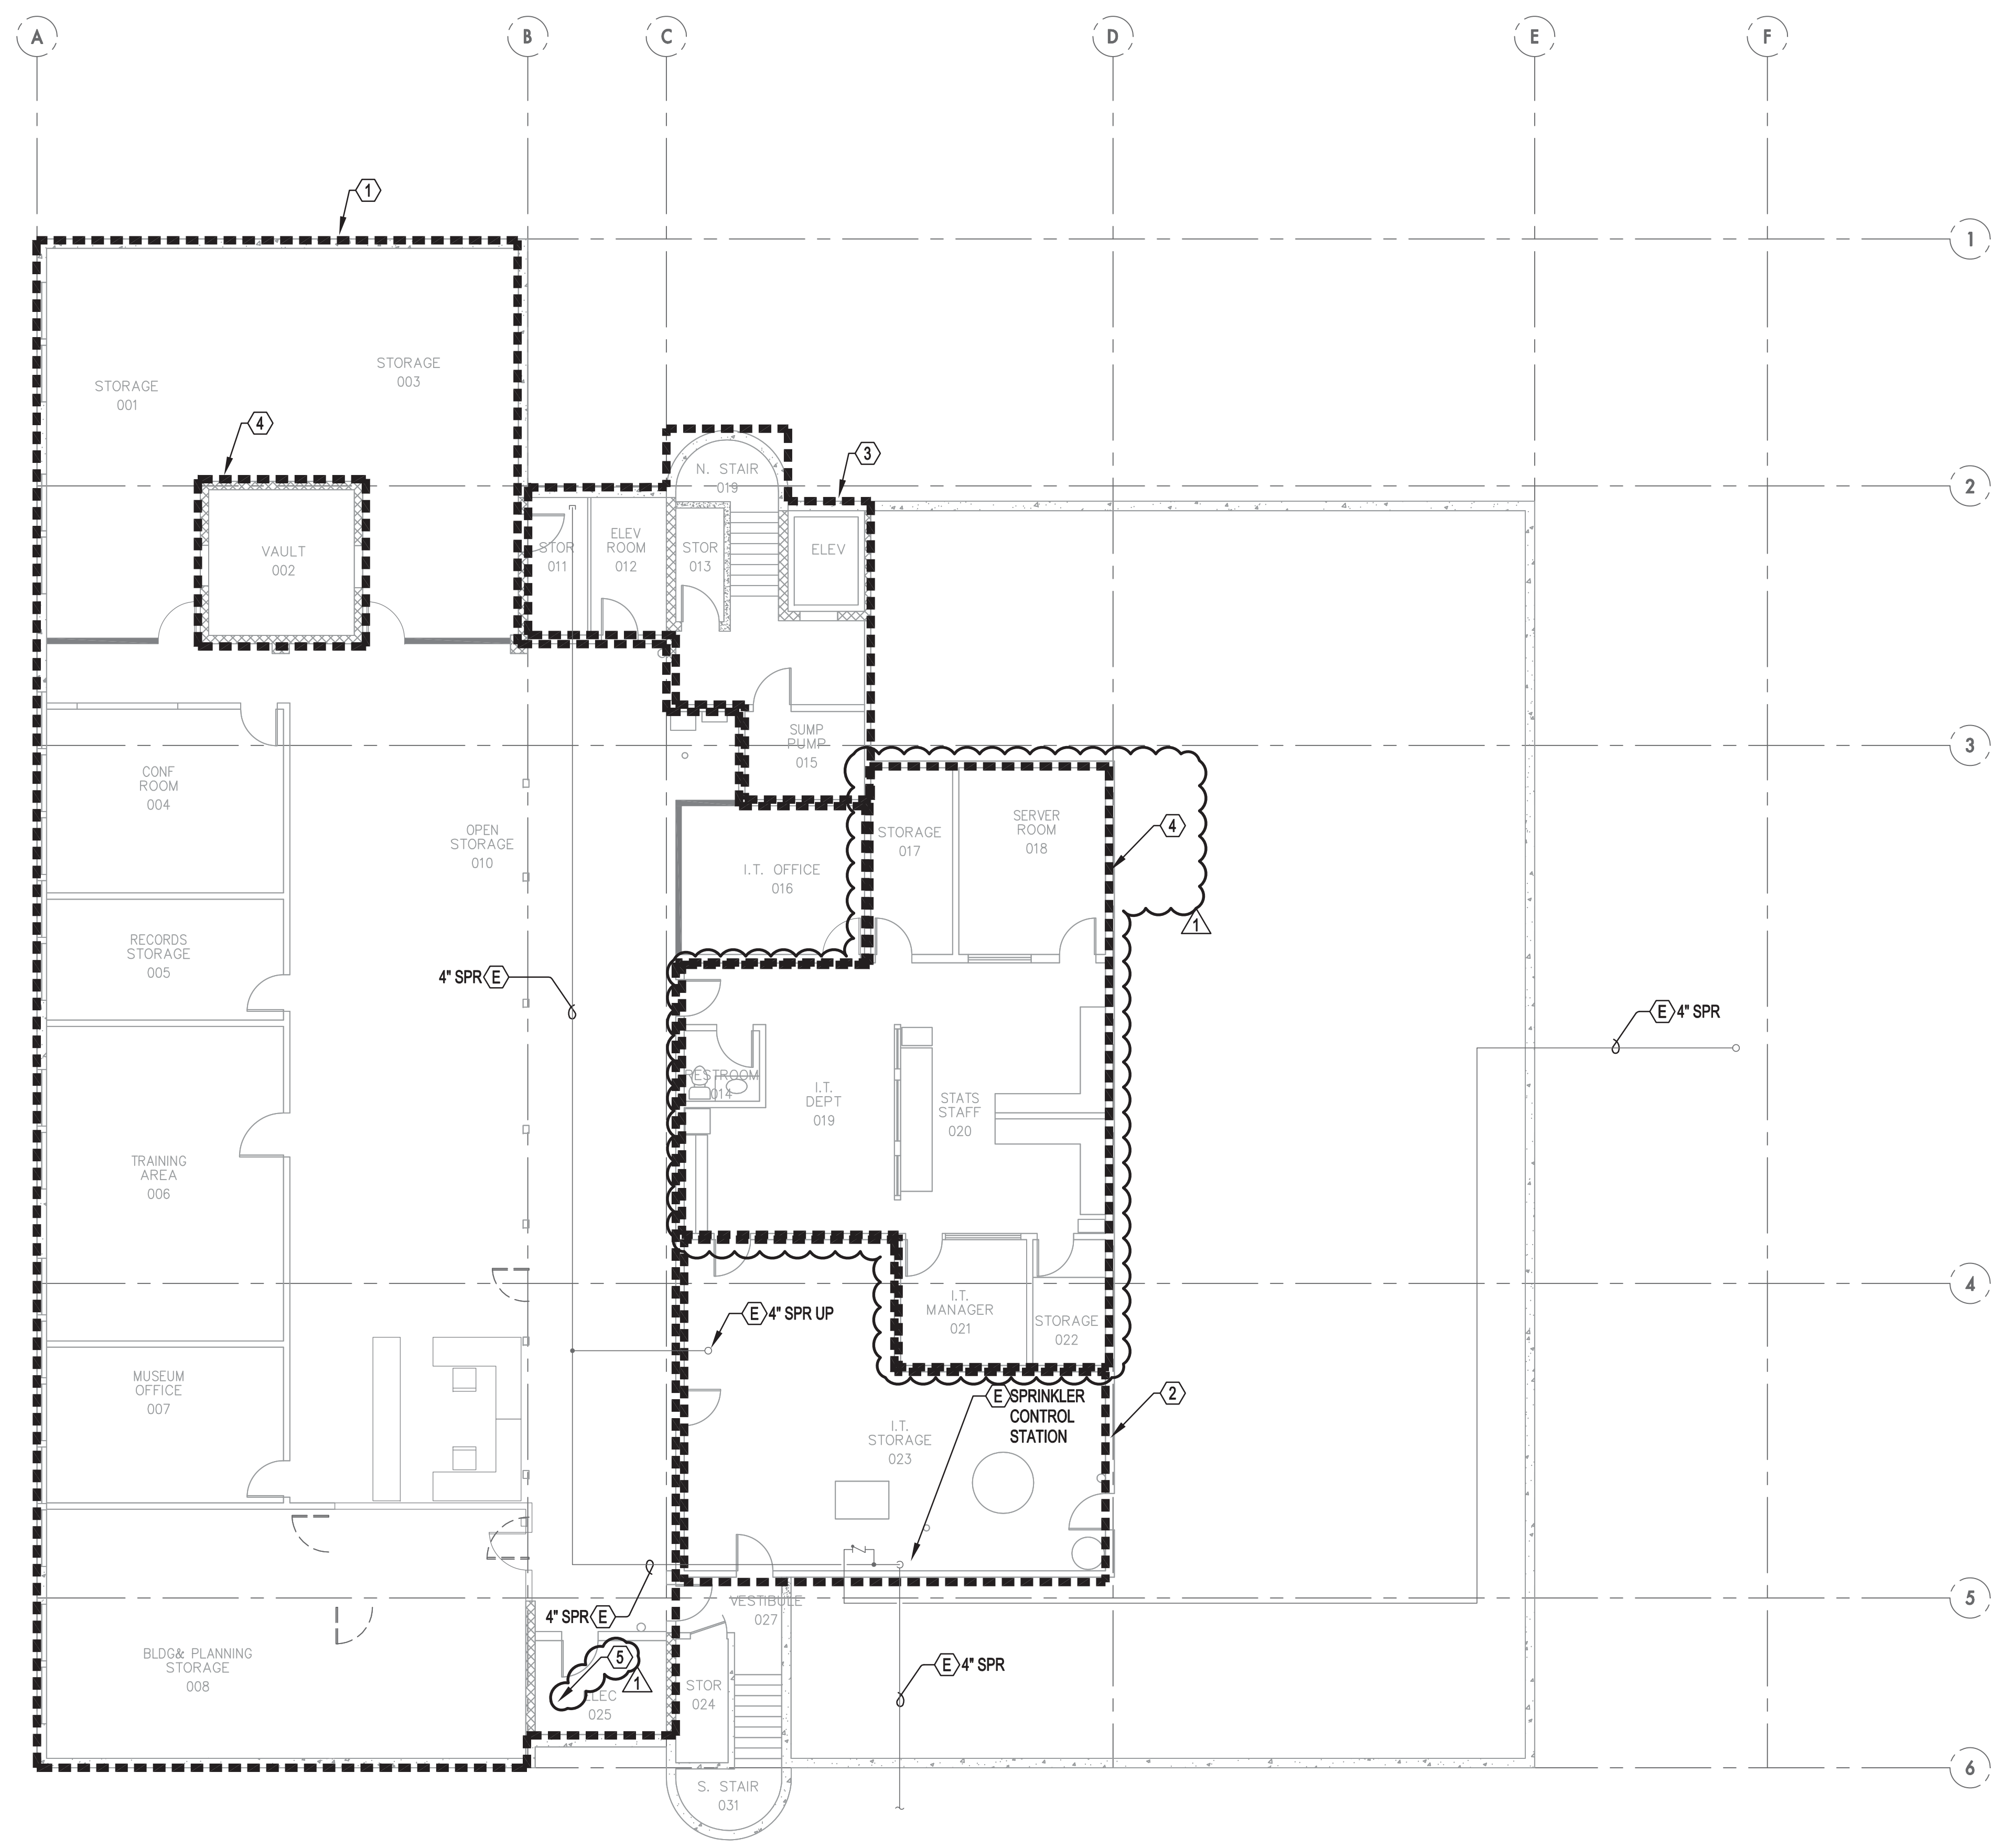 A
B
C
D
E
F
1
1
STORAGE
003
STORAGE
001
4
3
N. STAIR
019
2
VAULT
002
STOR
011
ELEV
ROOM
012
STOR
013
ELEV
SUMP
PUMP
015
3
CONF
ROOM
004
OPEN
STORAGE
010
STORAGE
017
SERVER
ROOM
018
4
I.T. OFFICE
016
1
RECORDS
STORAGE
005
4" SPR E
E 4" SPR
RESTROOM
014
I.T.
DEPT
019
STATS
STAFF
020
TRAINING
AREA
006
4
E 4" SPR UP
I.T.
MANAGER
021
STORAGE
022
MUSEUM
OFFICE
007
E SPRINKLER
CONTROL
STATION
2
I.T.
STORAGE
023
5
4" SPR E
VESTIBULE
027
BLDG& PLANNING
STORAGE
008
5
1
E 4" SPR
025
STOR
024
6
S. STAIR
031